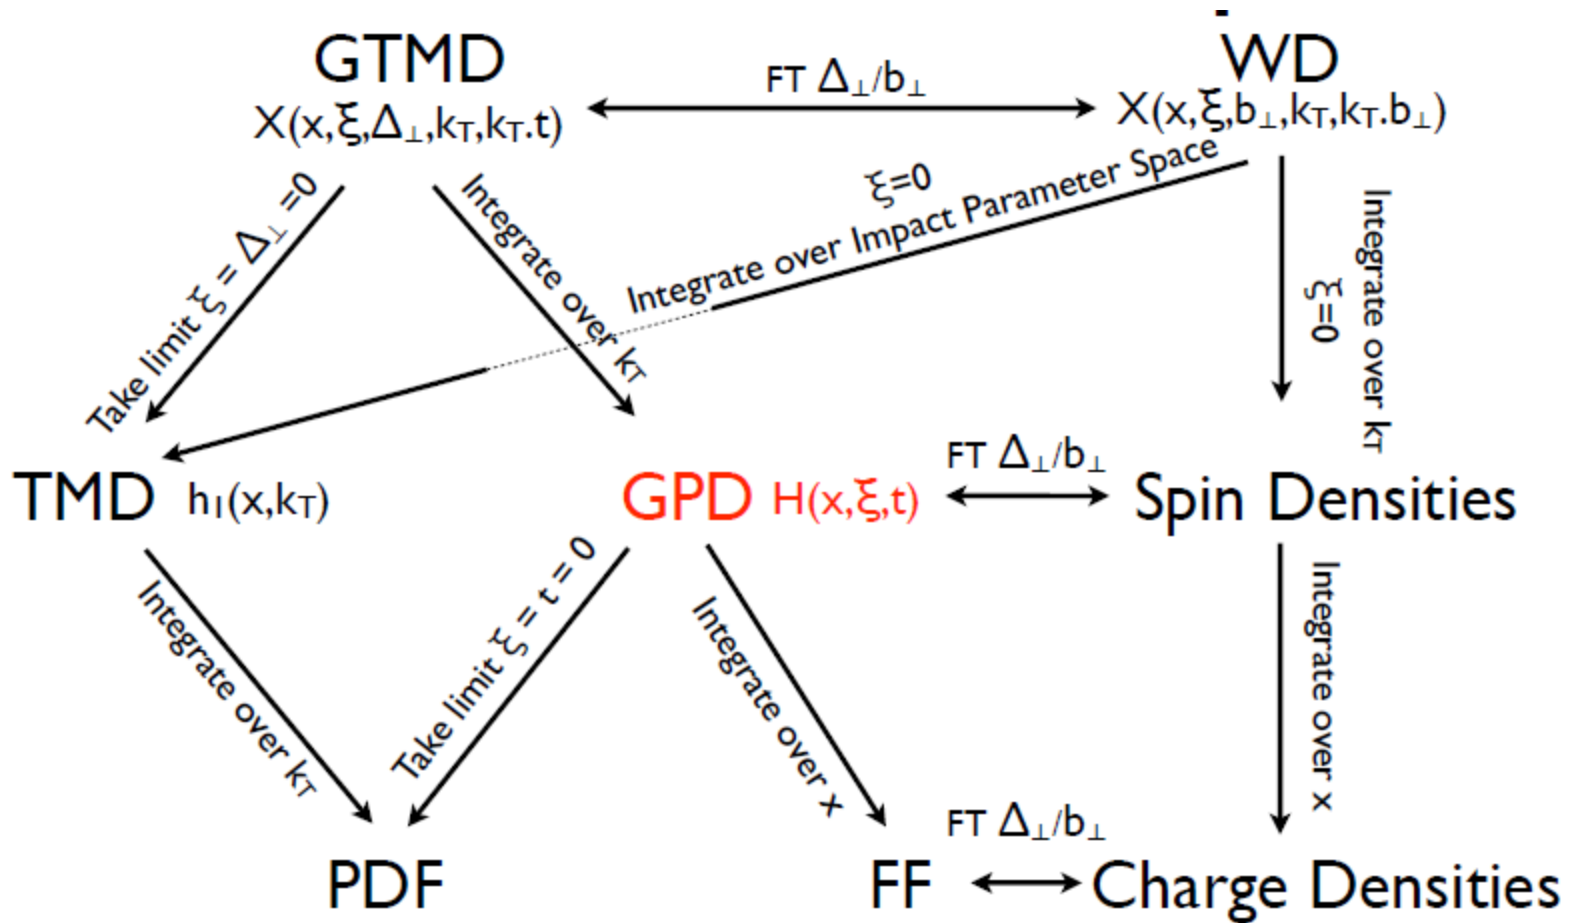 GTMD
WD
FT Δ⊥/b⊥
X(x,ξ,Δ⊥,kT,kT.t)
X(x,ξ,b⊥,kT,kT.b⊥)
Take limit ξ = Δ⊥ =0
Integrate over kT
ξ=0
Integrate over Impact Parameter Space
Integrate over kT
ξ=0
TMD h1(x,kT)
GPD H(x,ξ,t)
FT Δ⊥/b⊥
Spin Densities
Integrate over kT
Take limit ξ = t = 0
Integrate over x
Integrate over x
PDF
FF
FT Δ⊥/b⊥
Charge Densities